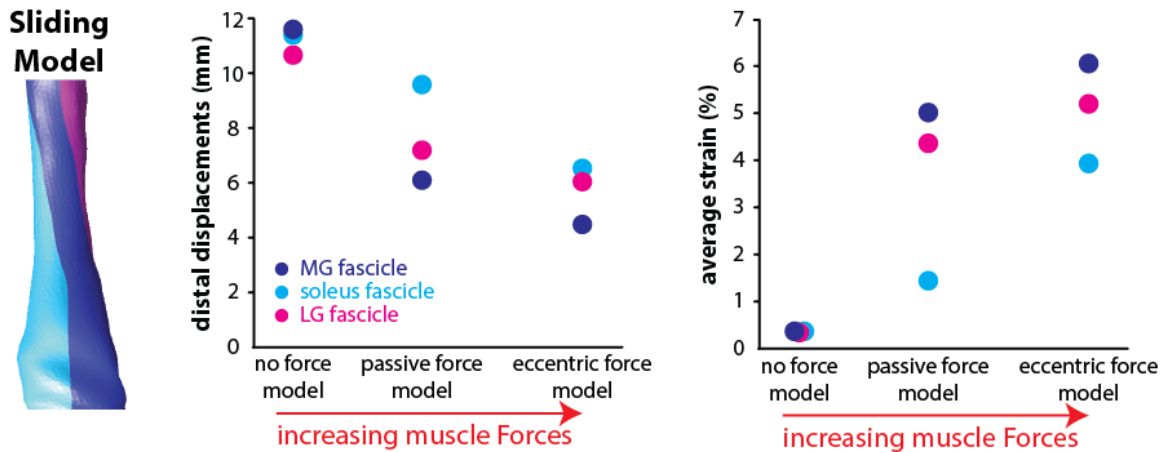 Sliding
Model
distal displacements (mm)
12
10
8
6
4
2
0
MG fascicle
soleus fascicle
LG fascicle
no force
model
passive force
model
eccentric force
model
increasing muscle Forces
average strain (%)
7
6
5
4
3
2
1
0
no force
model
passive force
model
eccentric force
model
increasing muscle Forces